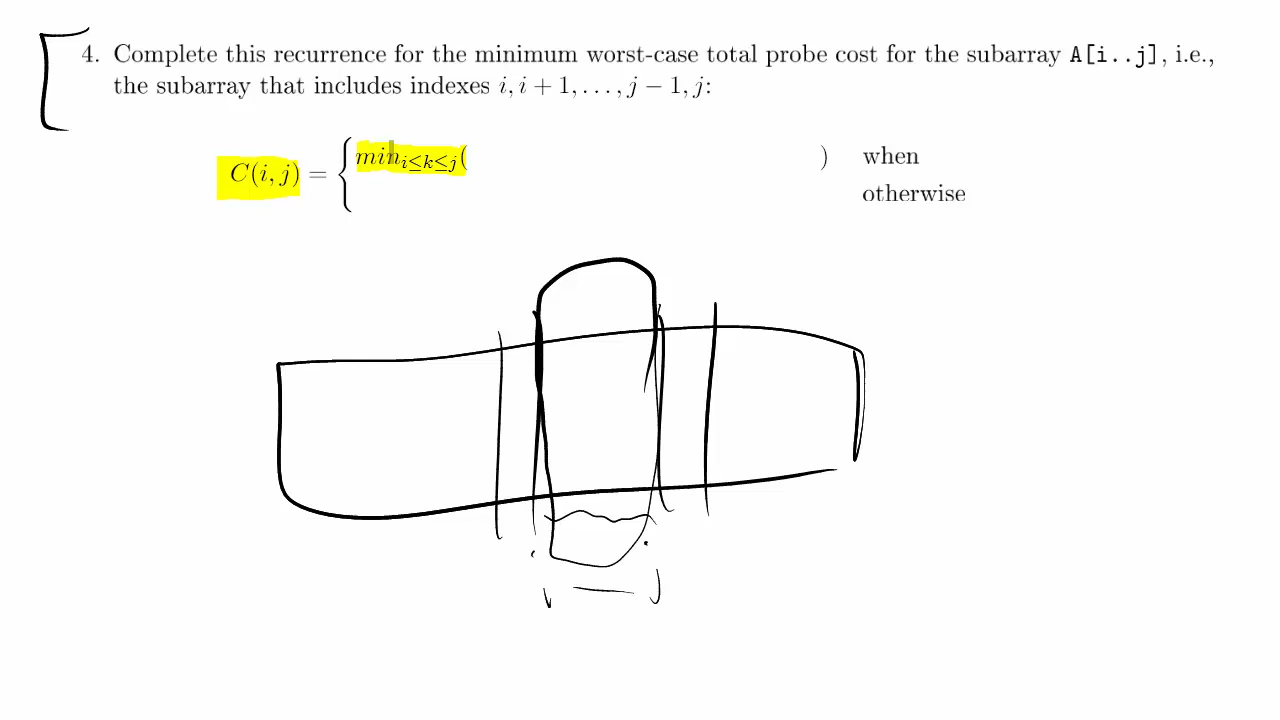 4. Complete this recurrence for the minimum worst-case total probe cost for the subarray A[i..j], i.e.,
the subarray that includes indexes i, i + 1, . . . , j − 1, j:
C(i, j) = { min_{i≤k≤j}( ) when
otherwise
i j
i — j